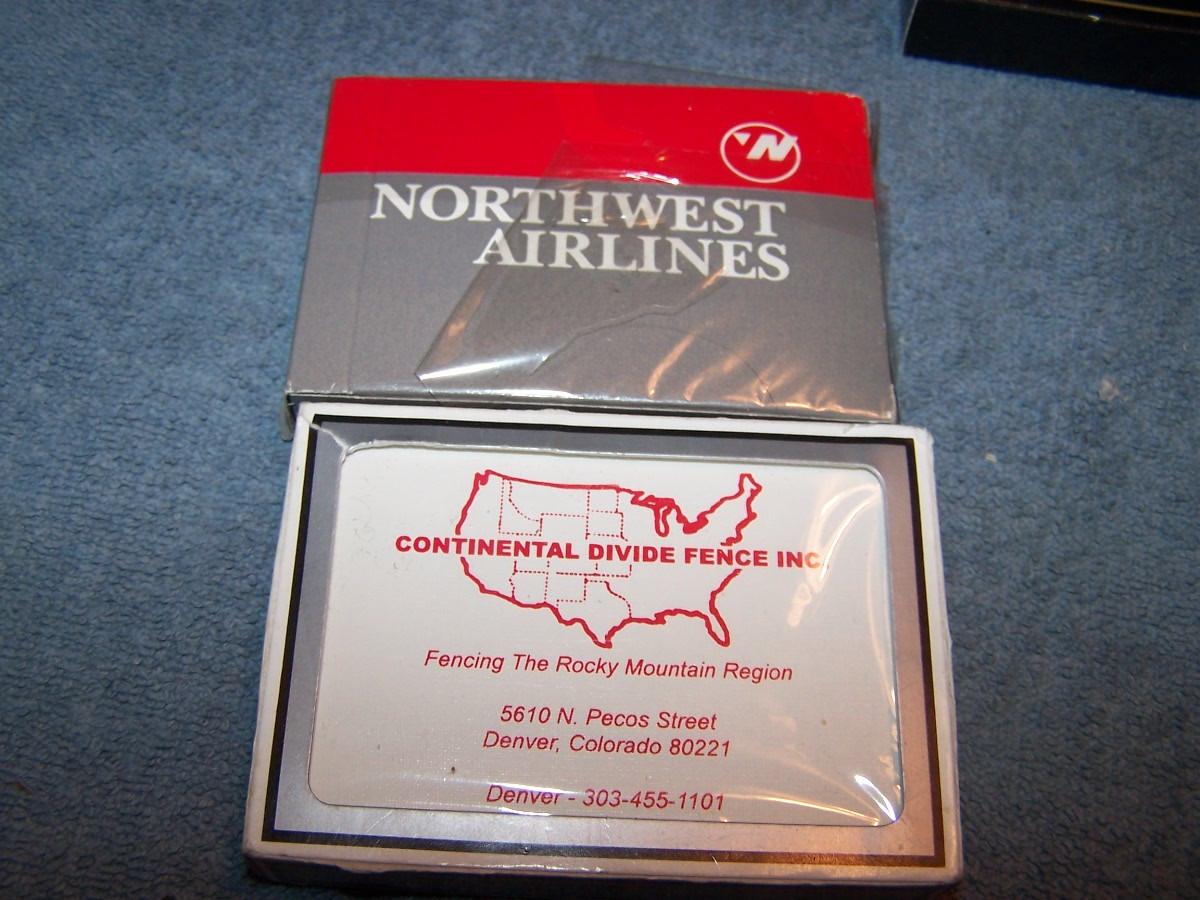 N
NORTHWEST
AIRLINES
CONTINENTAL DIVIDE FENCE INC.
Fencing The Rocky Mountain Region
5610 N. Pecos Street
Denver, Colorado 80221
Denver - 303-455-1101